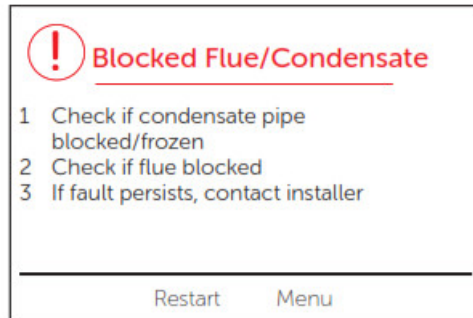 !
Blocked Flue/Condensate
1 Check if condensate pipe
blocked/frozen
2 Check if flue blocked
3 If fault persists, contact installer
Restart Menu